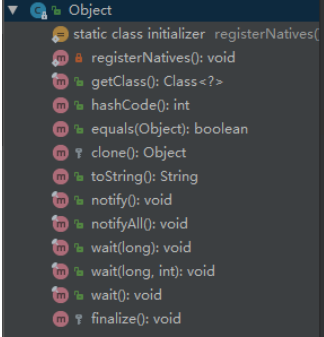 Object
static class initializer registerNatives(
registerNatives(): void
getClass(): Class<?>
hashCode(): int
equals(Object): boolean
clone(): Object
toString(): String
notify(): void
notifyAll(): void
wait(long): void
wait(long, int): void
wait(): void
finalize(): void